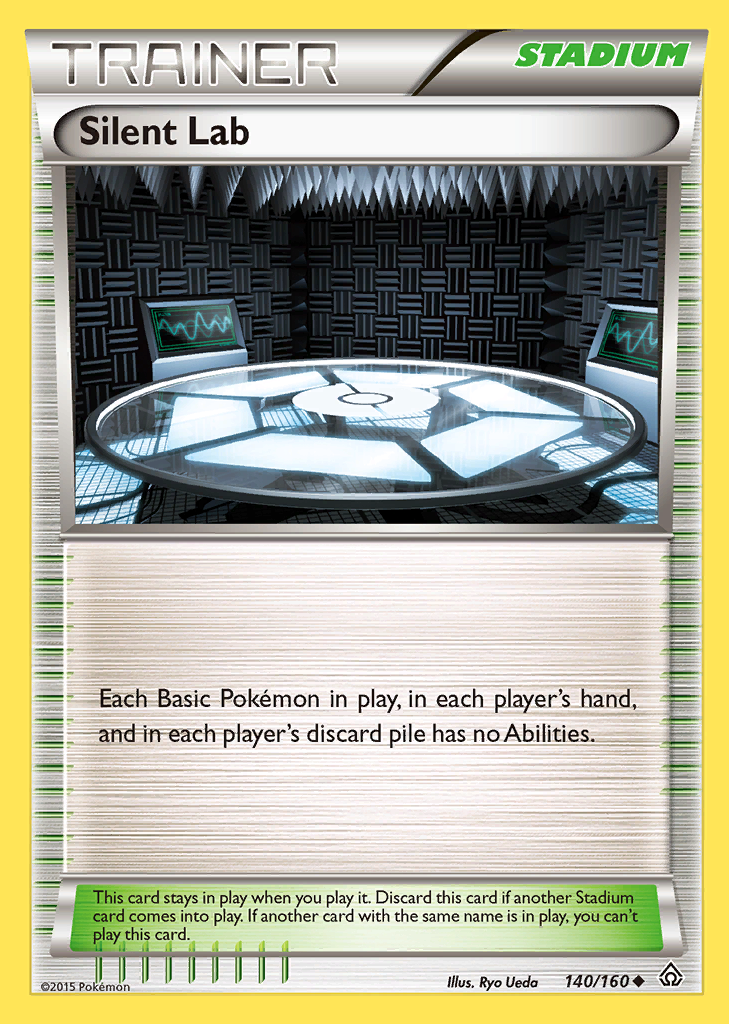 TRAINER
STADIUM
Silent Lab
Each Basic Pokémon in play, in each player's hand,
and in each player's discard pile has no Abilities.
This card stays in play when you play it. Discard this card if another Stadium
card comes into play. If another card with the same name is in play, you can't
play this card.
©2015 Pokémon
Illus. Ryo Ueda
140/160